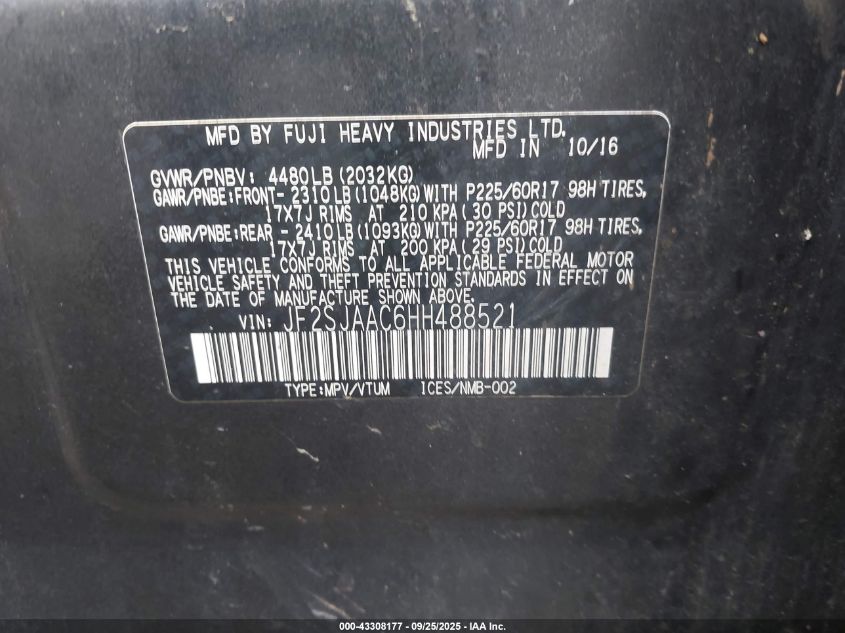 MFD BY FUJI HEAVY INDUSTRIES LTD.
MFD IN 10/16
GVWR/PNBV: 4480LB (2032KG)
GAWR/PNBE:FRONT- 2310LB (1048KG) WITH P225/60R17 98H TIRES,
17X7J RIMS AT 210 KPA (30 PSI) COLD
GAWR/PNBE:REAR - 2410LB (1093KG) WITH P225/60R17 98H TIRES,
17X7J RIMS AT 200 KPA (29 PSI) COLD
THIS VEHICLE CONFORMS TO ALL APPLICABLE FEDERAL MOTOR
VEHICLE SAFETY AND THEFT PREVENTION STANDARDS IN EFFECT ON
THE DATE OF MANUFACTURE SHOWN ABOVE.
VIN: JF2SJAAC6HH488521
TYPE:MPV/VTUM ICES/NMB-002
000-43308177 - 09/25/2025 - IAA Inc.